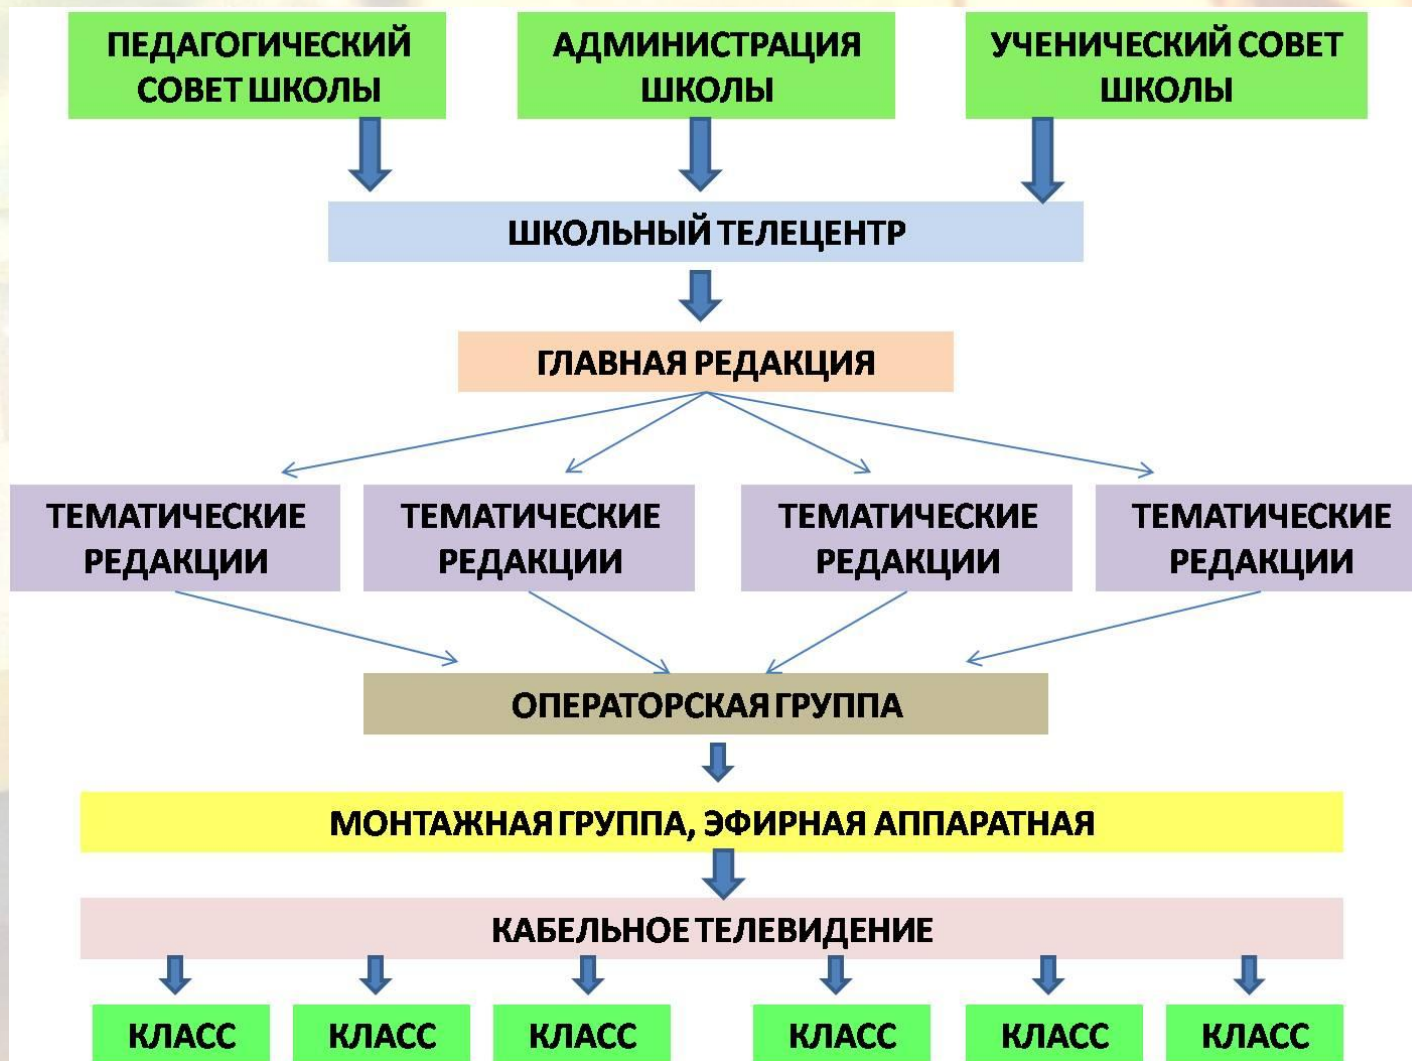 ПЕДАГОГИЧЕСКИЙ
СОВЕТ ШКОЛЫ
АДМИНИСТРАЦИЯ
ШКОЛЫ
УЧЕНИЧЕСКИЙ СОВЕТ
ШКОЛЫ
ШКОЛЬНЫЙ ТЕЛЕЦЕНТР
ГЛАВНАЯ РЕДАКЦИЯ
ТЕМАТИЧЕСКИЕ
РЕДАКЦИИ
ТЕМАТИЧЕСКИЕ
РЕДАКЦИИ
ТЕМАТИЧЕСКИЕ
РЕДАКЦИИ
ТЕМАТИЧЕСКИЕ
РЕДАКЦИИ
ОПЕРАТОРСКАЯ ГРУППА
МОНТАЖНАЯ ГРУППА, ЭФИРНАЯ АППАРАТНАЯ
КАБЕЛЬНОЕ ТЕЛЕВИДЕНИЕ
КЛАСС
КЛАСС
КЛАСС
КЛАСС
КЛАСС
КЛАСС